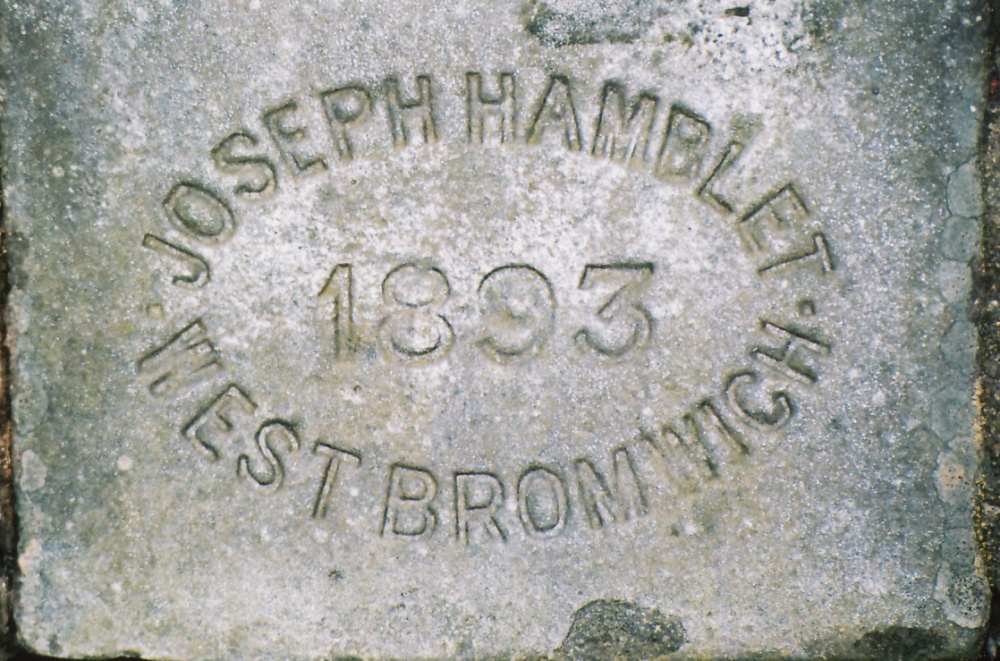 JOSEPH HAMBLET
1893
· WEST BROMWICH ·